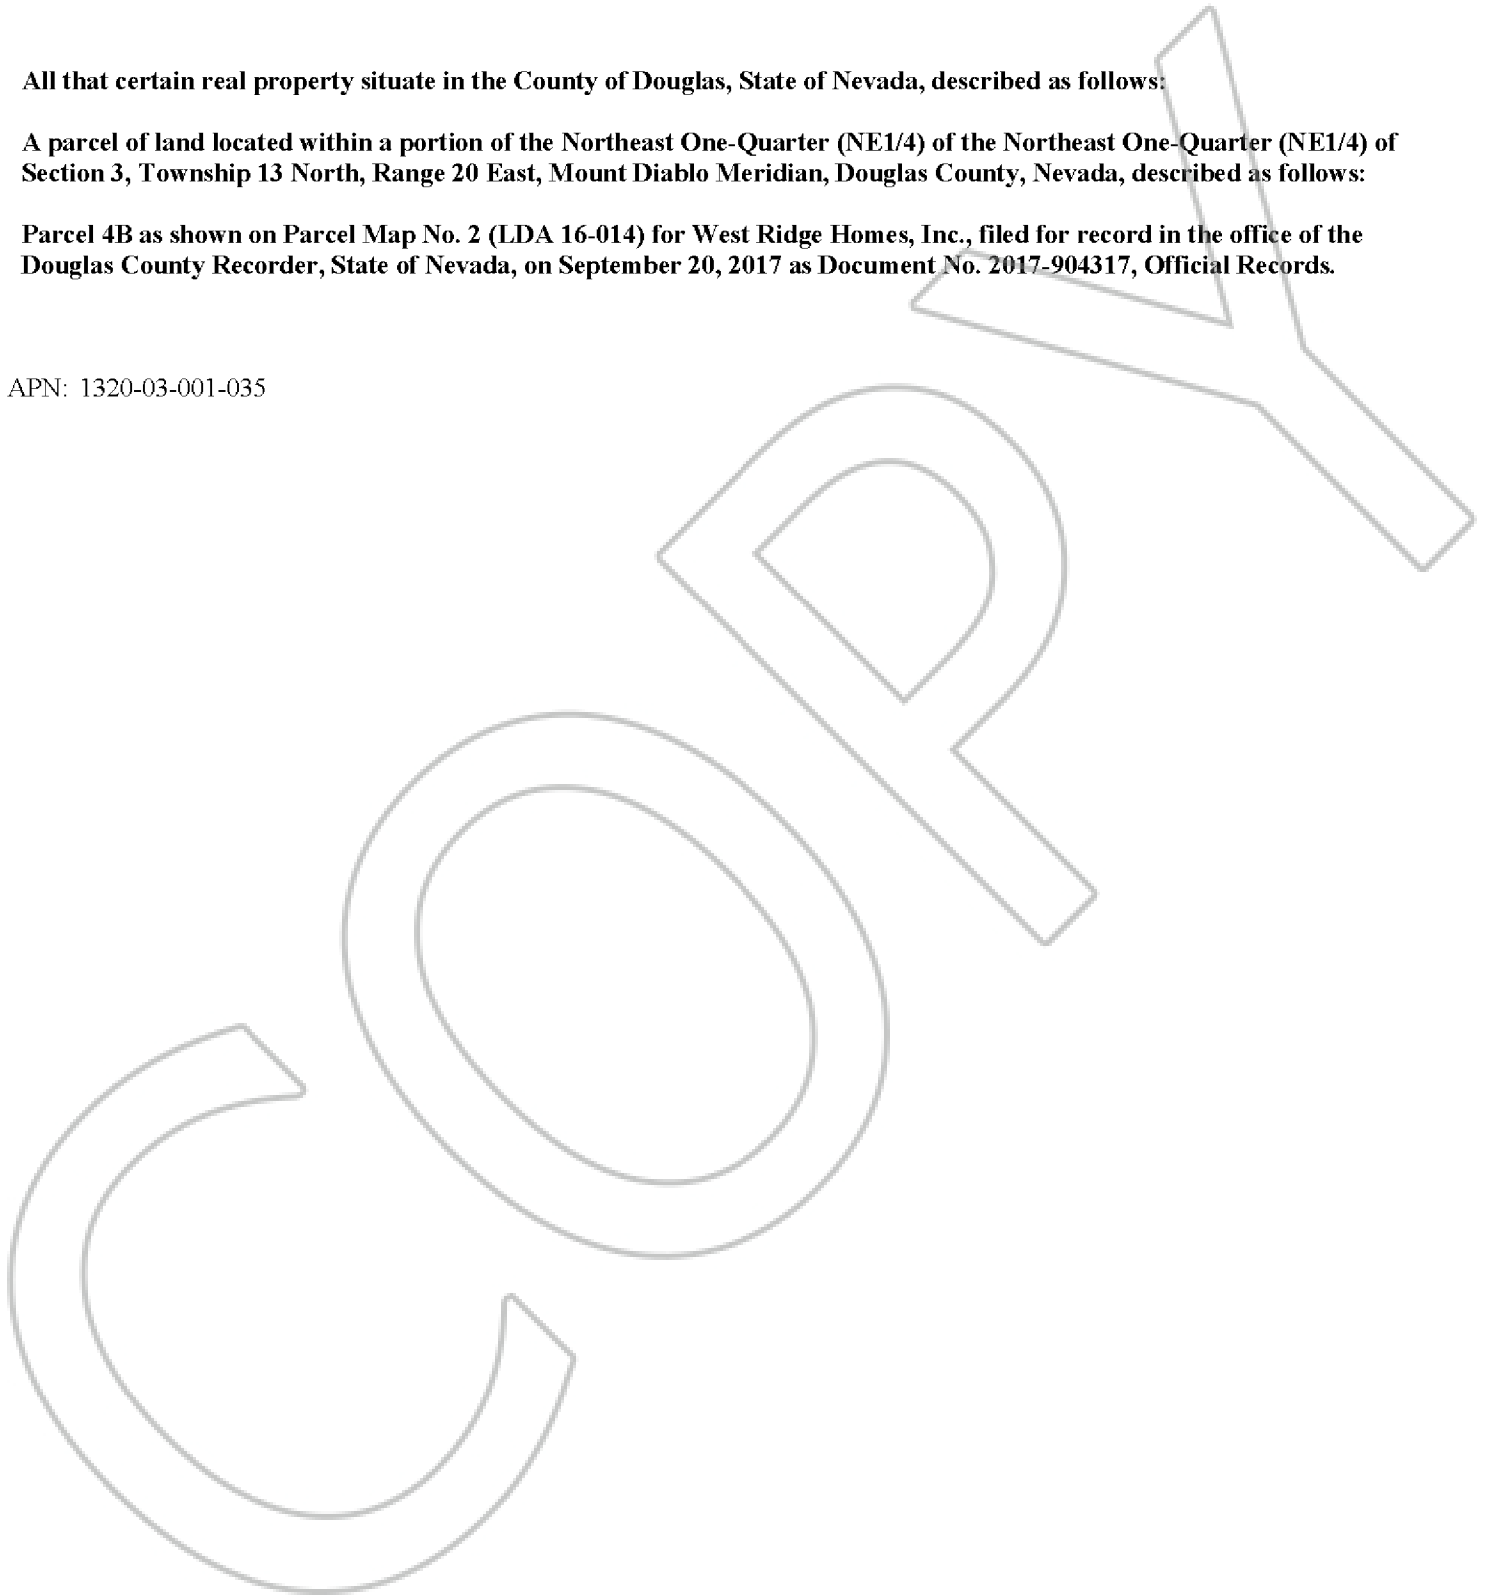 All that certain real property situate in the County of Douglas, State of Nevada, described as follows:
A parcel of land located within a portion of the Northeast One-Quarter (NE1/4) of the Northeast One-Quarter (NE1/4) of
Section 3, Township 13 North, Range 20 East, Mount Diablo Meridian, Douglas County, Nevada, described as follows:
Parcel 4B as shown on Parcel Map No. 2 (LDA 16-014) for West Ridge Homes, Inc., filed for record in the office of the
Douglas County Recorder, State of Nevada, on September 20, 2017 as Document No. 2017-904317, Official Records.
APN: 1320-03-001-035
COPY